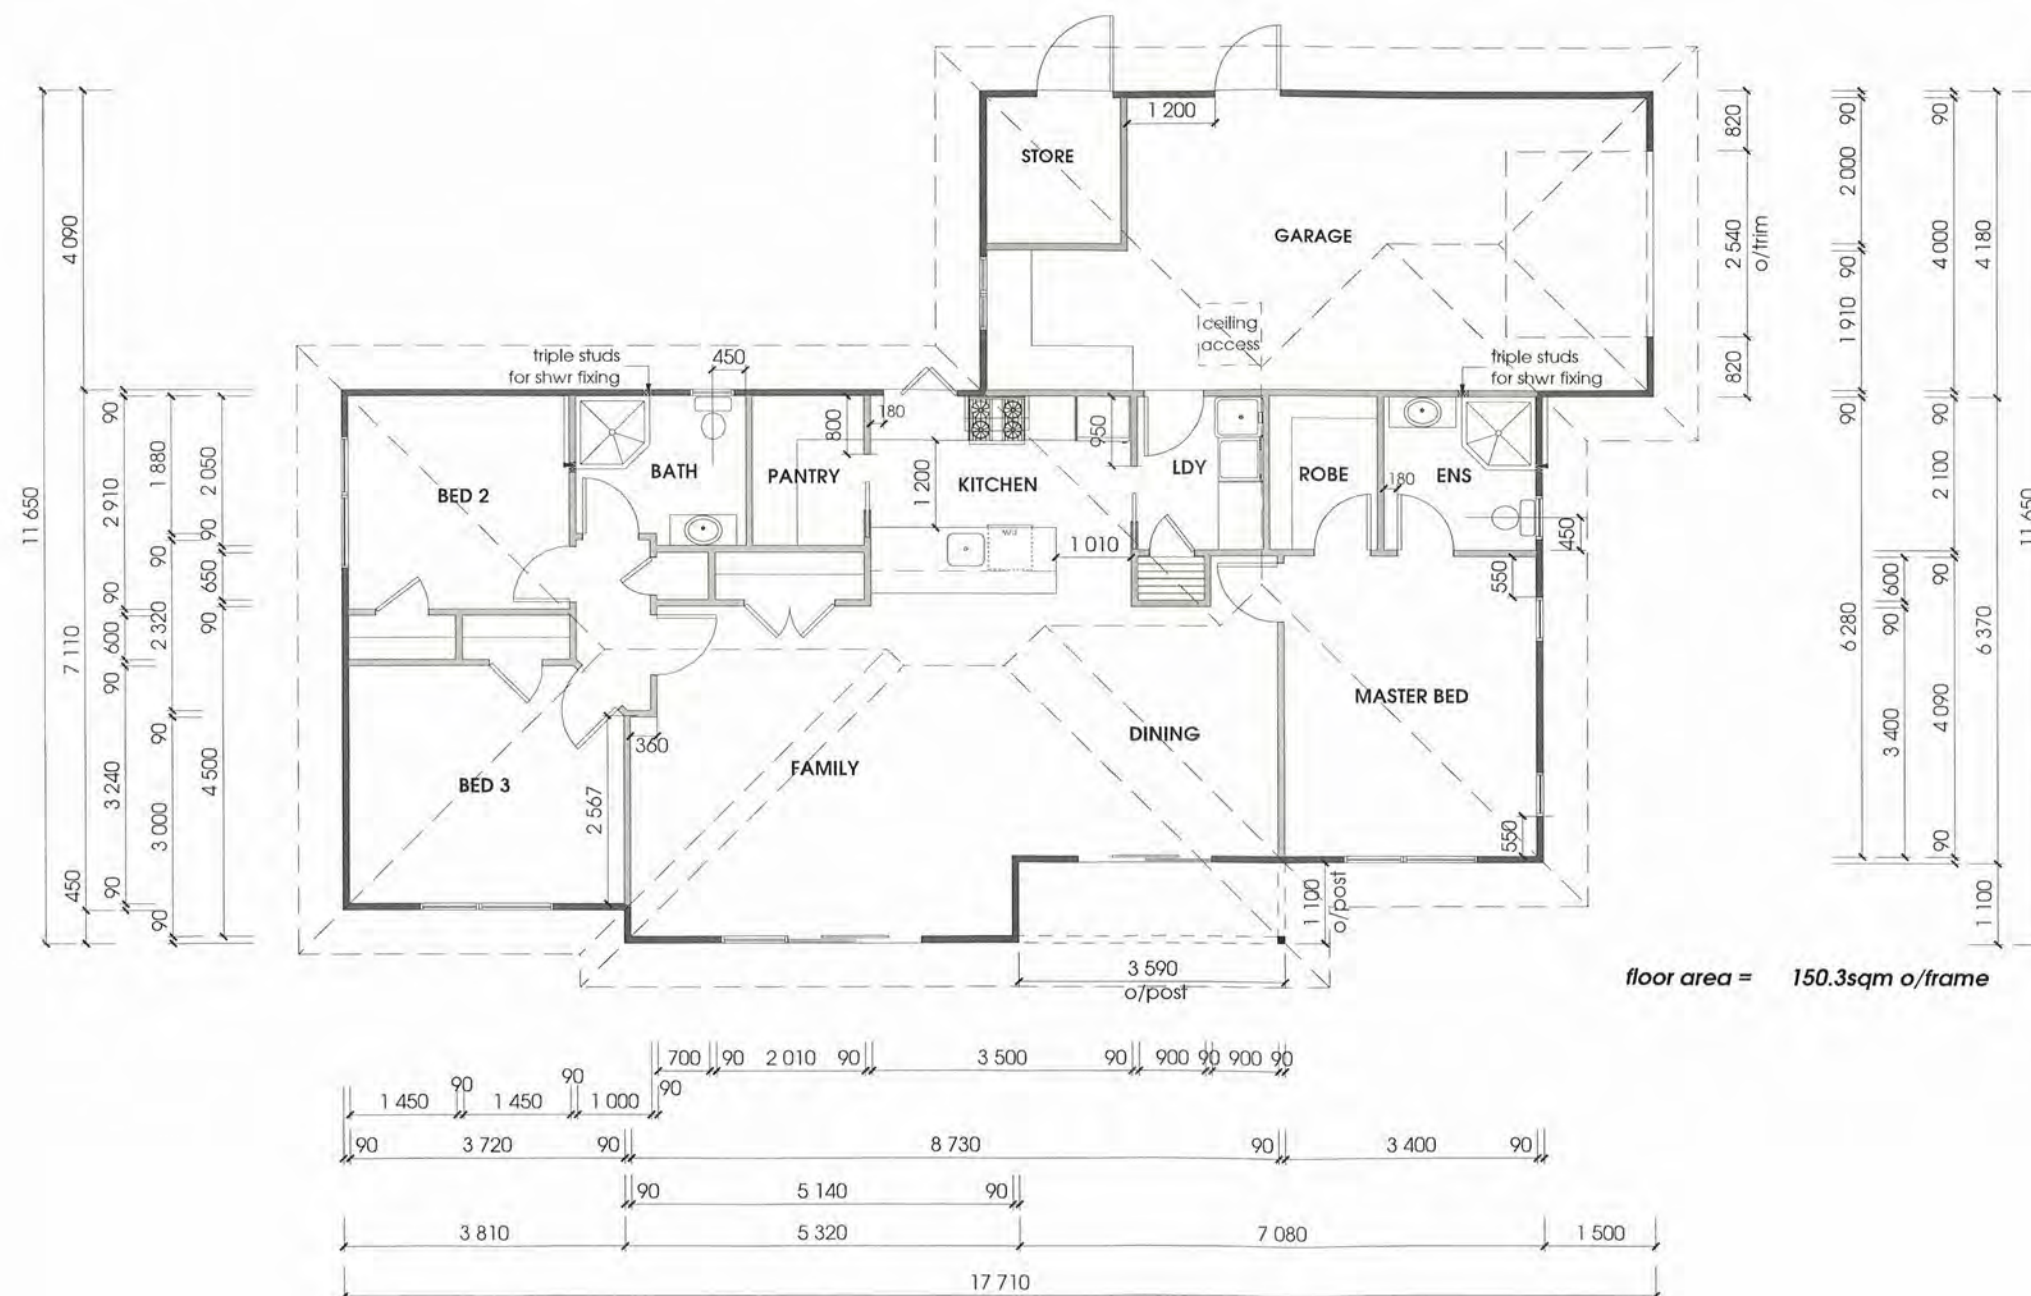 1 200
STORE
GARAGE
ceiling
access
triple studs
for shwr fixing
450
triple studs
for shwr fixing
800
180
950
1 200
BED 2
BATH
PANTRY
KITCHEN
LDY
ROBE
180
ENS
450
1 010
550
MASTER BED
DINING
FAMILY
360
BED 3
2 567
550
1 100
o/post
3 590
o/post
11 650
4 090
7 110
450
90
2 910
90
600
90
3 240
90
1 880
90
2 320
90
3 000
90
2 050
90
650
90
4 500
820
2 540
o/trim
820
90
2 000
90
1 910
90
6 280
600
90
3 400
90
4 000
90
2 100
90
4 090
90
4 180
6 370
1 100
11 650
floor area = 150.3sqm o/frame
700 90 2 010 90 3 500 90 900 90 900 90
90 90 90
1 450 1 450 1 000
90 3 720 90 8 730 90 3 400 90
90 5 140 90
3 810 5 320 7 080 1 500
17 710